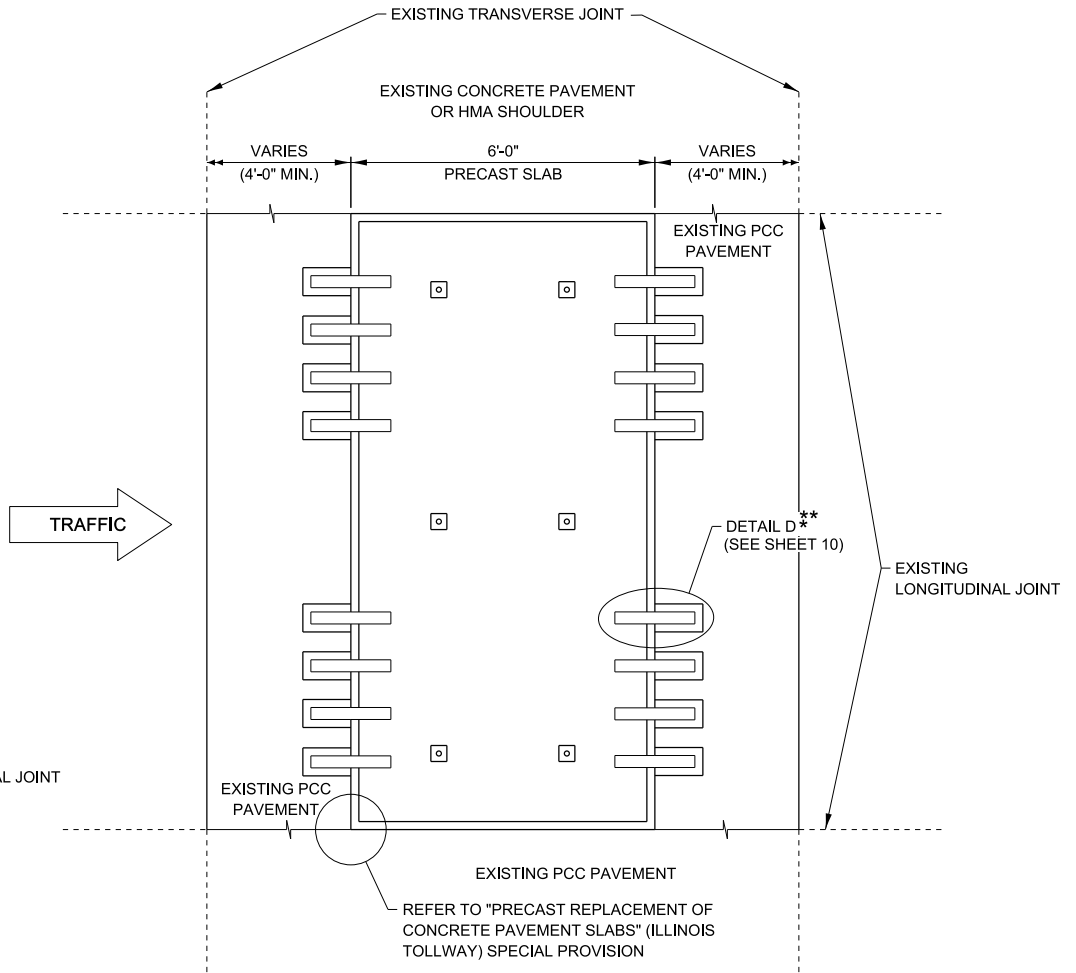 EXISTING TRANSVERSE JOINT
EXISTING CONCRETE PAVEMENT
OR HMA SHOULDER
VARIES
(4'-0" MIN.)
6'-0"
PRECAST SLAB
VARIES
(4'-0" MIN.)
EXISTING PCC
PAVEMENT
TRAFFIC
DETAIL D***
(SEE SHEET 10)
EXISTING
LONGITUDINAL JOINT
AL JOINT
EXISTING PCC
PAVEMENT
EXISTING PCC PAVEMENT
REFER TO "PRECAST REPLACEMENT OF
CONCRETE PAVEMENT SLABS" (ILLINOIS
TOLLWAY) SPECIAL PROVISION